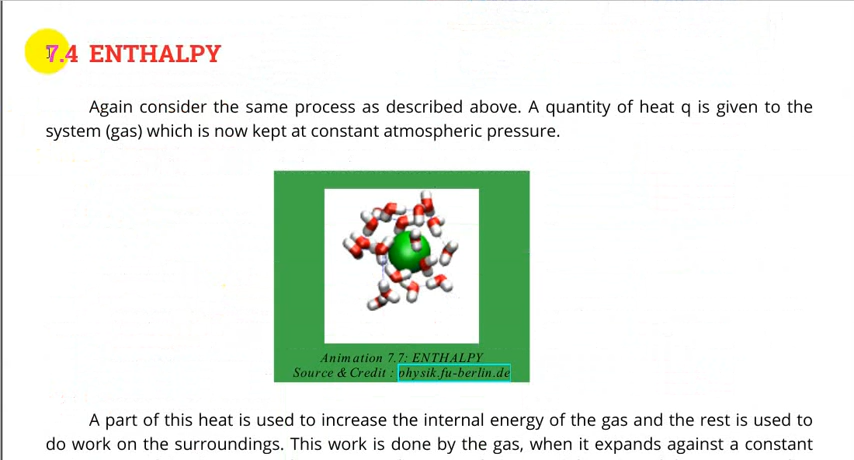 7.4 ENTHALPY
Again consider the same process as described above. A quantity of heat q is given to the
system (gas) which is now kept at constant atmospheric pressure.
Animation 7.7: ENTHALPY
Source & Credit : physik.fu-berlin.de
A part of this heat is used to increase the internal energy of the gas and the rest is used to
do work on the surroundings. This work is done by the gas, when it expands against a constant